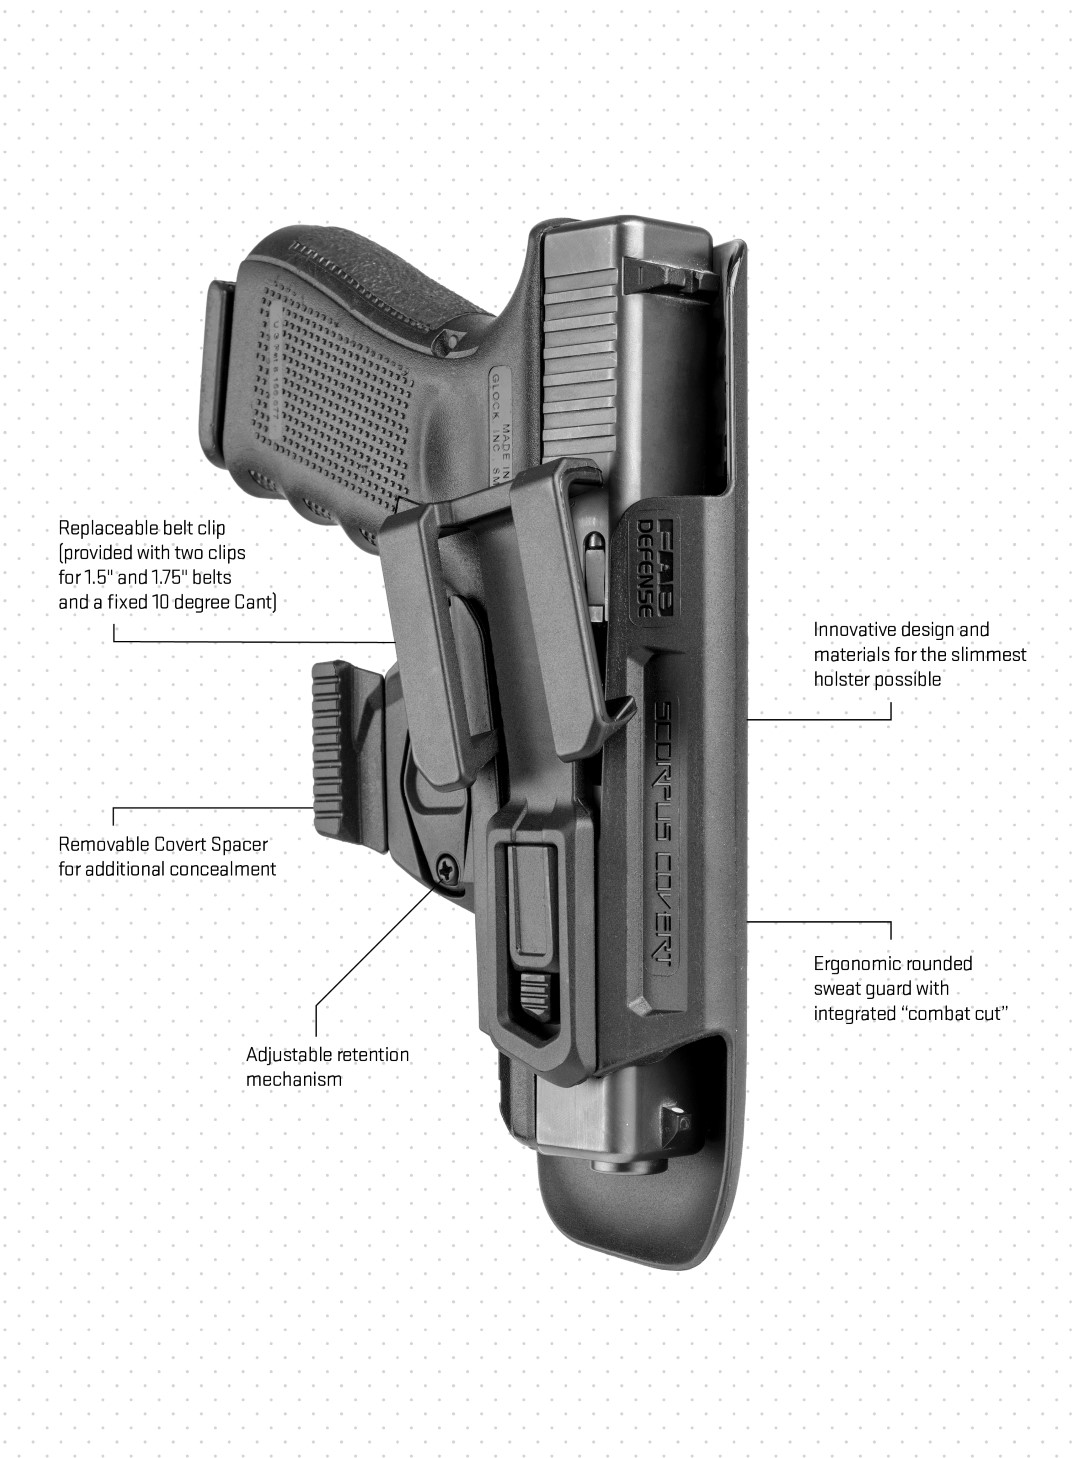 GLOCK INC SM
MADE IN
FAB
DEFENSE
Replaceable belt clip
(provided with two clips
for 1.5" and 1.75" belts
and a fixed 10 degree Cant)
Innovative design and
materials for the slimmest
holster possible
SCORPUS COVERT
Removable Covert Spacer
for additional concealment
Ergonomic rounded
sweat guard with
integrated “combat cut”
Adjustable retention
mechanism